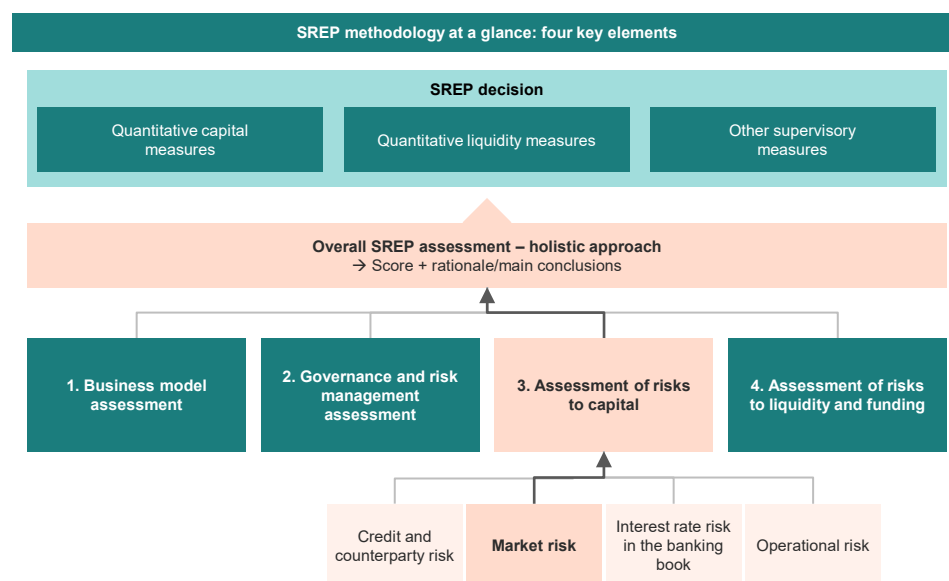 SREP methodology at a glance: four key elements
SREP decision
Quantitative capital
measures
Quantitative liquidity measures
Other supervisory
measures
Overall SREP assessment – holistic approach
→ Score + rationale/main conclusions
1. Business model
assessment
2. Governance and risk
management
assessment
3. Assessment of risks
to capital
4. Assessment of risks
to liquidity and funding
Credit and
counterparty risk
Market risk
Interest rate risk
in the banking
book
Operational risk